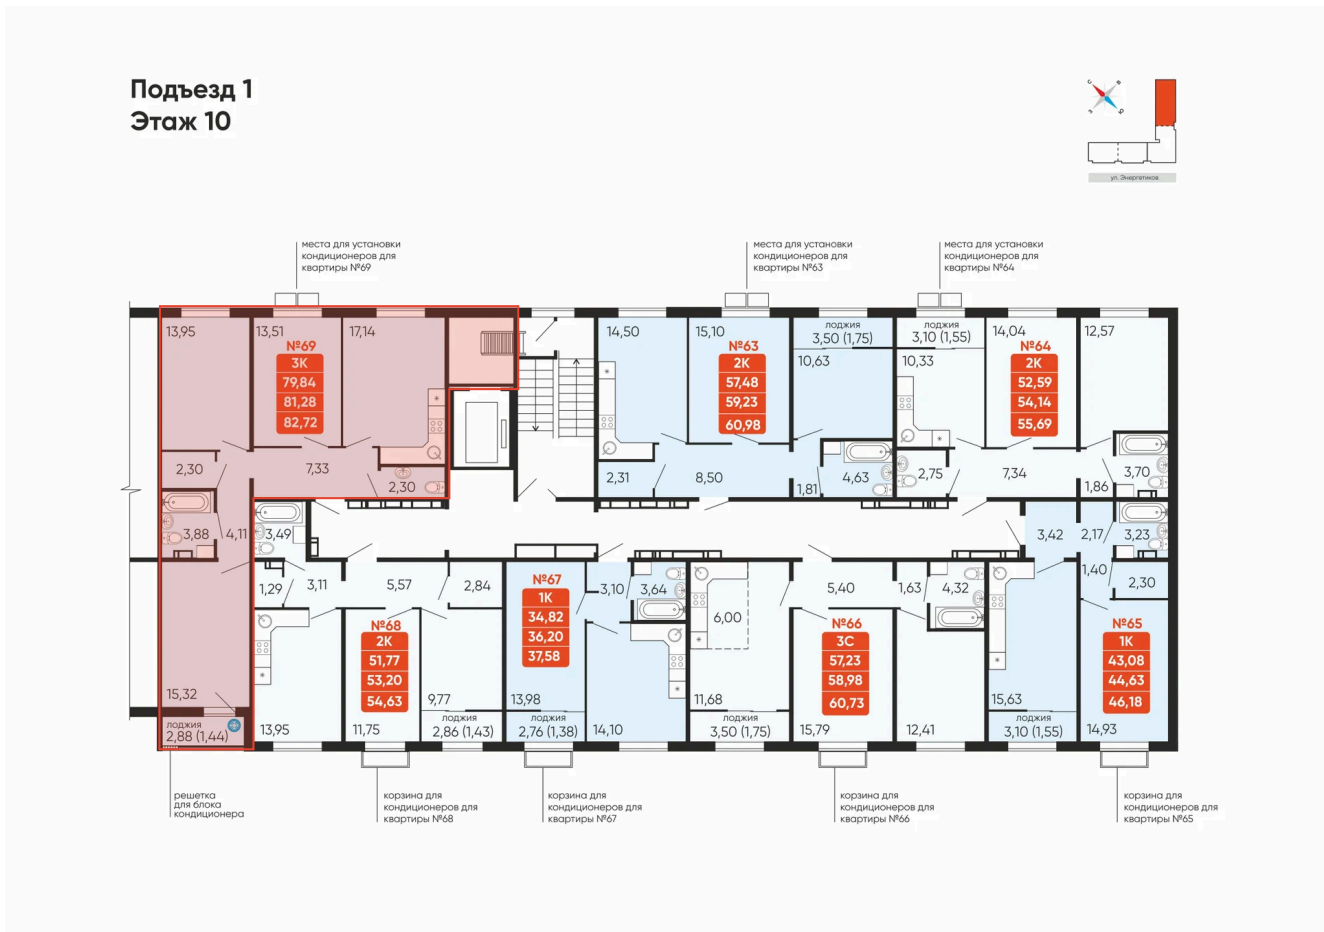 Подъезд 1
Этаж 10
С
В
З
Ю
ул. Энергетиков
места для установки
кондиционеров для
квартиры №69
места для установки
кондиционеров для
квартиры №63
места для установки
кондиционеров для
квартиры №64
13,95
13,51
17,14
№69
3К
79,84
81,28
82,72
2,30
7,33
2,30
3,88
4,11
15,32
лоджия
2,88 (1,44)
14,50
15,10
№63
2К
57,48
59,23
60,98
лоджия
3,50 (1,75)
10,63
2,31
8,50
1,81
4,63
лоджия
3,10 (1,55)
10,33
14,04
№64
2К
52,59
54,14
55,69
12,57
2,75
7,34
1,86
3,70
3,49
1,29
3,11
5,57
2,84
№68
2К
51,77
53,20
54,63
13,95
11,75
9,77
лоджия
2,86 (1,43)
№67
1К
34,82
36,20
37,58
3,10
3,64
13,98
лоджия
2,76 (1,38)
14,10
6,00
11,68
лоджия
3,50 (1,75)
5,40
1,63
4,32
№66
3С
57,23
58,98
60,73
15,79
12,41
3,42
2,17
3,23
1,40
2,30
№65
1К
43,08
44,63
46,18
15,63
лоджия
3,10 (1,55)
14,93
решетка
для блока
кондиционера
корзина для
кондиционеров для
квартиры №68
корзина для
кондиционеров для
квартиры №67
корзина для
кондиционеров для
квартиры №66
корзина для
кондиционеров для
квартиры №65